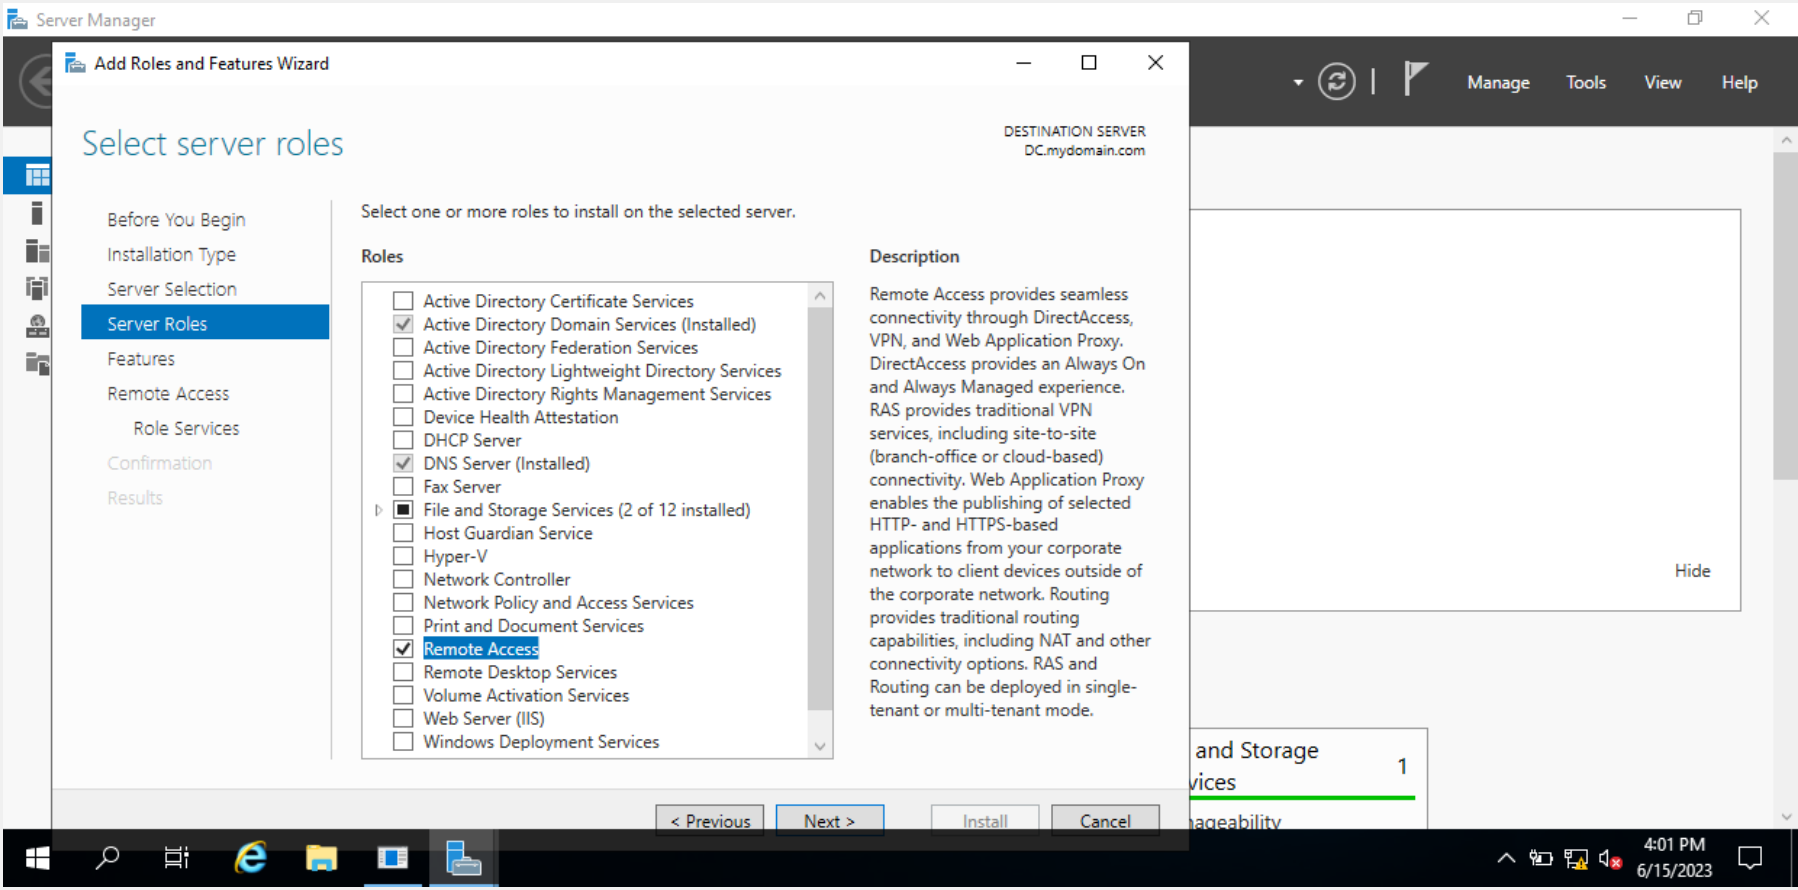 Server Manager
Add Roles and Features Wizard
Manage Tools View Help
Select server roles
DESTINATION SERVER
DC.mydomain.com
Before You Begin
Installation Type
Server Selection
Server Roles
Features
Remote Access
Role Services
Confirmation
Results
Select one or more roles to install on the selected server.
Roles
Active Directory Certificate Services
Active Directory Domain Services (Installed)
Active Directory Federation Services
Active Directory Lightweight Directory Services
Active Directory Rights Management Services
Device Health Attestation
DHCP Server
DNS Server (Installed)
Fax Server
File and Storage Services (2 of 12 installed)
Host Guardian Service
Hyper-V
Network Controller
Network Policy and Access Services
Print and Document Services
Remote Access
Remote Desktop Services
Volume Activation Services
Web Server (IIS)
Windows Deployment Services
Description
Remote Access provides seamless
connectivity through DirectAccess,
VPN, and Web Application Proxy.
DirectAccess provides an Always On
and Always Managed experience.
RAS provides traditional VPN
services, including site-to-site
(branch-office or cloud-based)
connectivity. Web Application Proxy
enables the publishing of selected
HTTP- and HTTPS-based
applications from your corporate
network to client devices outside of
the corporate network. Routing
provides traditional routing
capabilities, including NAT and other
connectivity options. RAS and
Routing can be deployed in single-
tenant or multi-tenant mode.
Hide
and Storage 1
vices
nageability
< Previous Next > Install Cancel
4:01 PM
6/15/2023